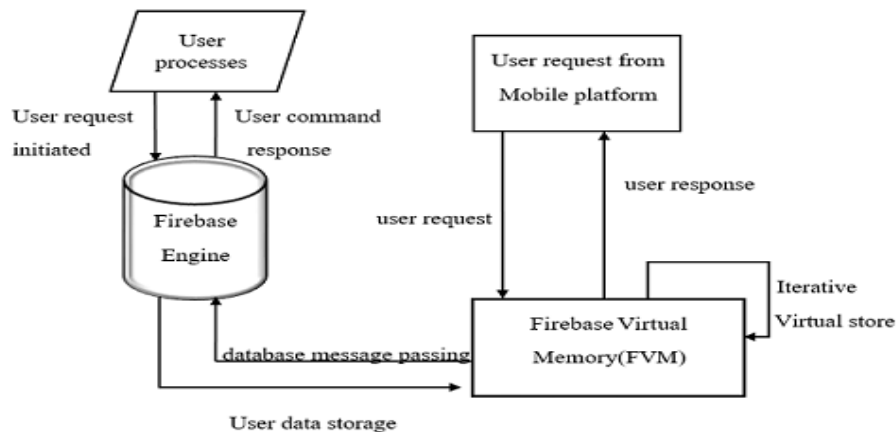 User
processes
User request from
Mobile platform
User request
initiated
User command
response
user response
Firebase
Engine
user request
Iterative
Virtual store
Firebase Virtual
Memory(FVM)
database message passing
User data storage